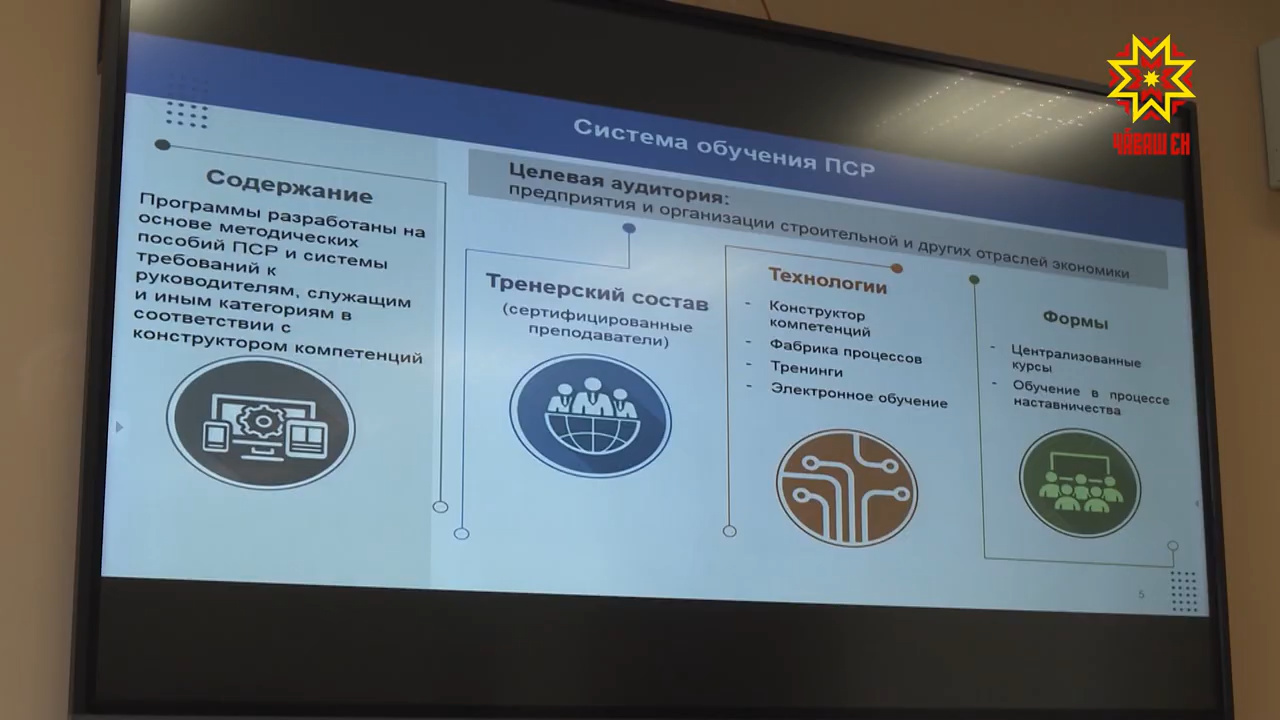 Система обучения ПСР
Содержание
Программы разработаны на
основе методических
пособий ПСР и системы
требований к
руководителям, служащим
и иным категориям в
соответствии с
конструктором компетенций
Целевая аудитория:
предприятия и организации строительной и других отраслей экономики
Тренерский состав
(сертифицированные
преподаватели)
Технологии
- Конструктор
компетенций
- Фабрика процессов
- Тренинги
- Электронное обучение
Формы
- Централизованные
курсы
- Обучение в процессе
наставничества
5
ЧӐВАШ ЕН